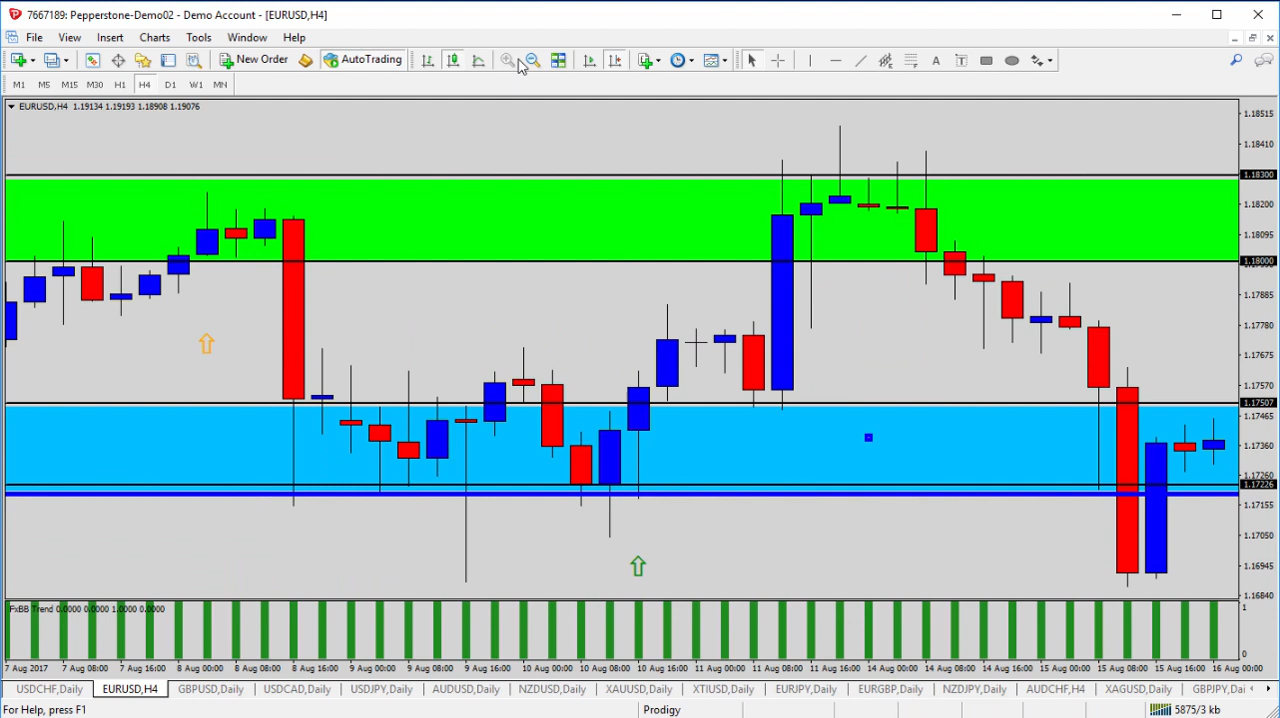 7667189: Pepperstone-Demo02 - Demo Account - [EURUSD,H4]
File View Insert Charts Tools Window Help
New Order AutoTrading
M1 M5 M15 M30 H1 H4 D1 W1 MN
EURUSD,H4 1.19134 1.19193 1.18908 1.19076
1.18515
1.18410
1.18300
1.18200
1.18095
1.18000
1.17885
1.17780
1.17675
1.17570
1.17507
1.17465
1.17360
1.17260
1.17226
1.17155
1.17050
1.16945
1.16840
FxBB Trend 0.0000 0.0000 1.0000 0.0000
1
0
7 Aug 2017 7 Aug 08:00 7 Aug 16:00 8 Aug 00:00 8 Aug 08:00 8 Aug 16:00 9 Aug 00:00 9 Aug 08:00 9 Aug 16:00 10 Aug 00:00 10 Aug 08:00 10 Aug 16:00 11 Aug 00:00 11 Aug 08:00 11 Aug 16:00 14 Aug 00:00 14 Aug 08:00 14 Aug 16:00 15 Aug 00:00 15 Aug 08:00 15 Aug 16:00 16 Aug 00:00
USDCHF,Daily EURUSD,H4 GBPUSD,Daily USDCAD,Daily USDJPY,Daily AUDUSD,Daily NZDUSD,Daily XAUUSD,Daily XTIUSD,Daily EURJPY,Daily EURGBP,Daily NZDJPY,Daily AUDCHF,H4 XAGUSD,Daily GBPJPY,Dai
For Help, press F1 Prodigy 5875/3 kb